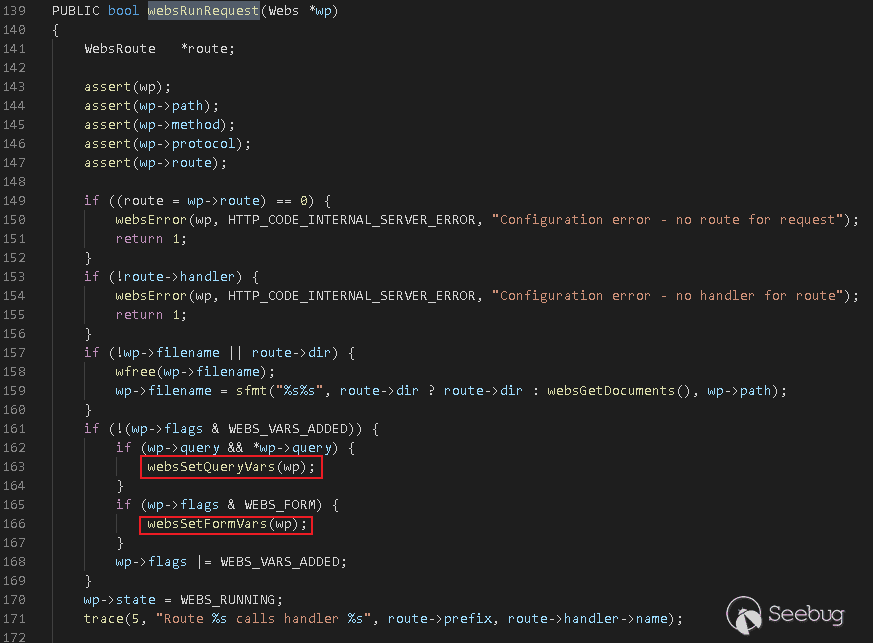 139 PUBLIC bool websRunRequest(Webs *wp)
140 {
141     WebsRoute   *route;
142
143     assert(wp);
144     assert(wp->path);
145     assert(wp->method);
146     assert(wp->protocol);
147     assert(wp->route);
148
149     if ((route = wp->route) == 0) {
150         websError(wp, HTTP_CODE_INTERNAL_SERVER_ERROR, "Configuration error - no route for request");
151         return 1;
152     }
153     if (!route->handler) {
154         websError(wp, HTTP_CODE_INTERNAL_SERVER_ERROR, "Configuration error - no handler for route");
155         return 1;
156     }
157     if (!wp->filename || route->dir) {
158         wfree(wp->filename);
159         wp->filename = sfmt("%s%s", route->dir ? route->dir : websGetDocuments(), wp->path);
160     }
161     if (!(wp->flags & WEBS_VARS_ADDED)) {
162         if (wp->query && *wp->query) {
163             websSetQueryVars(wp);
164         }
165         if (wp->flags & WEBS_FORM) {
166             websSetFormVars(wp);
167         }
168         wp->flags |= WEBS_VARS_ADDED;
169     }
170     wp->state = WEBS_RUNNING;
171     trace(5, "Route %s calls handler %s", route->prefix, route->handler->name);
172
Seebug